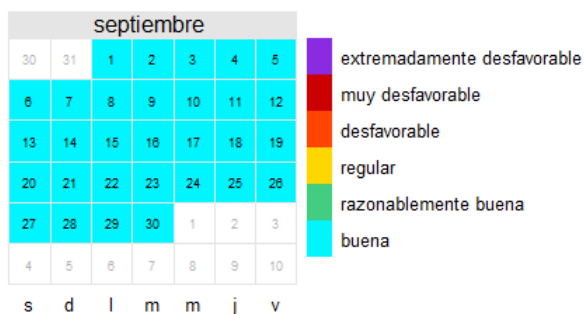 septiembre
30 31 1 2 3 4 5
6 7 8 9 10 11 12
13 14 15 16 17 18 19
20 21 22 23 24 25 26
27 28 29 30 1 2 3
4 5 6 7 8 9 10
s d l m m j v
extremadamente desfavorable
muy desfavorable
desfavorable
regular
razonablemente buena
buena